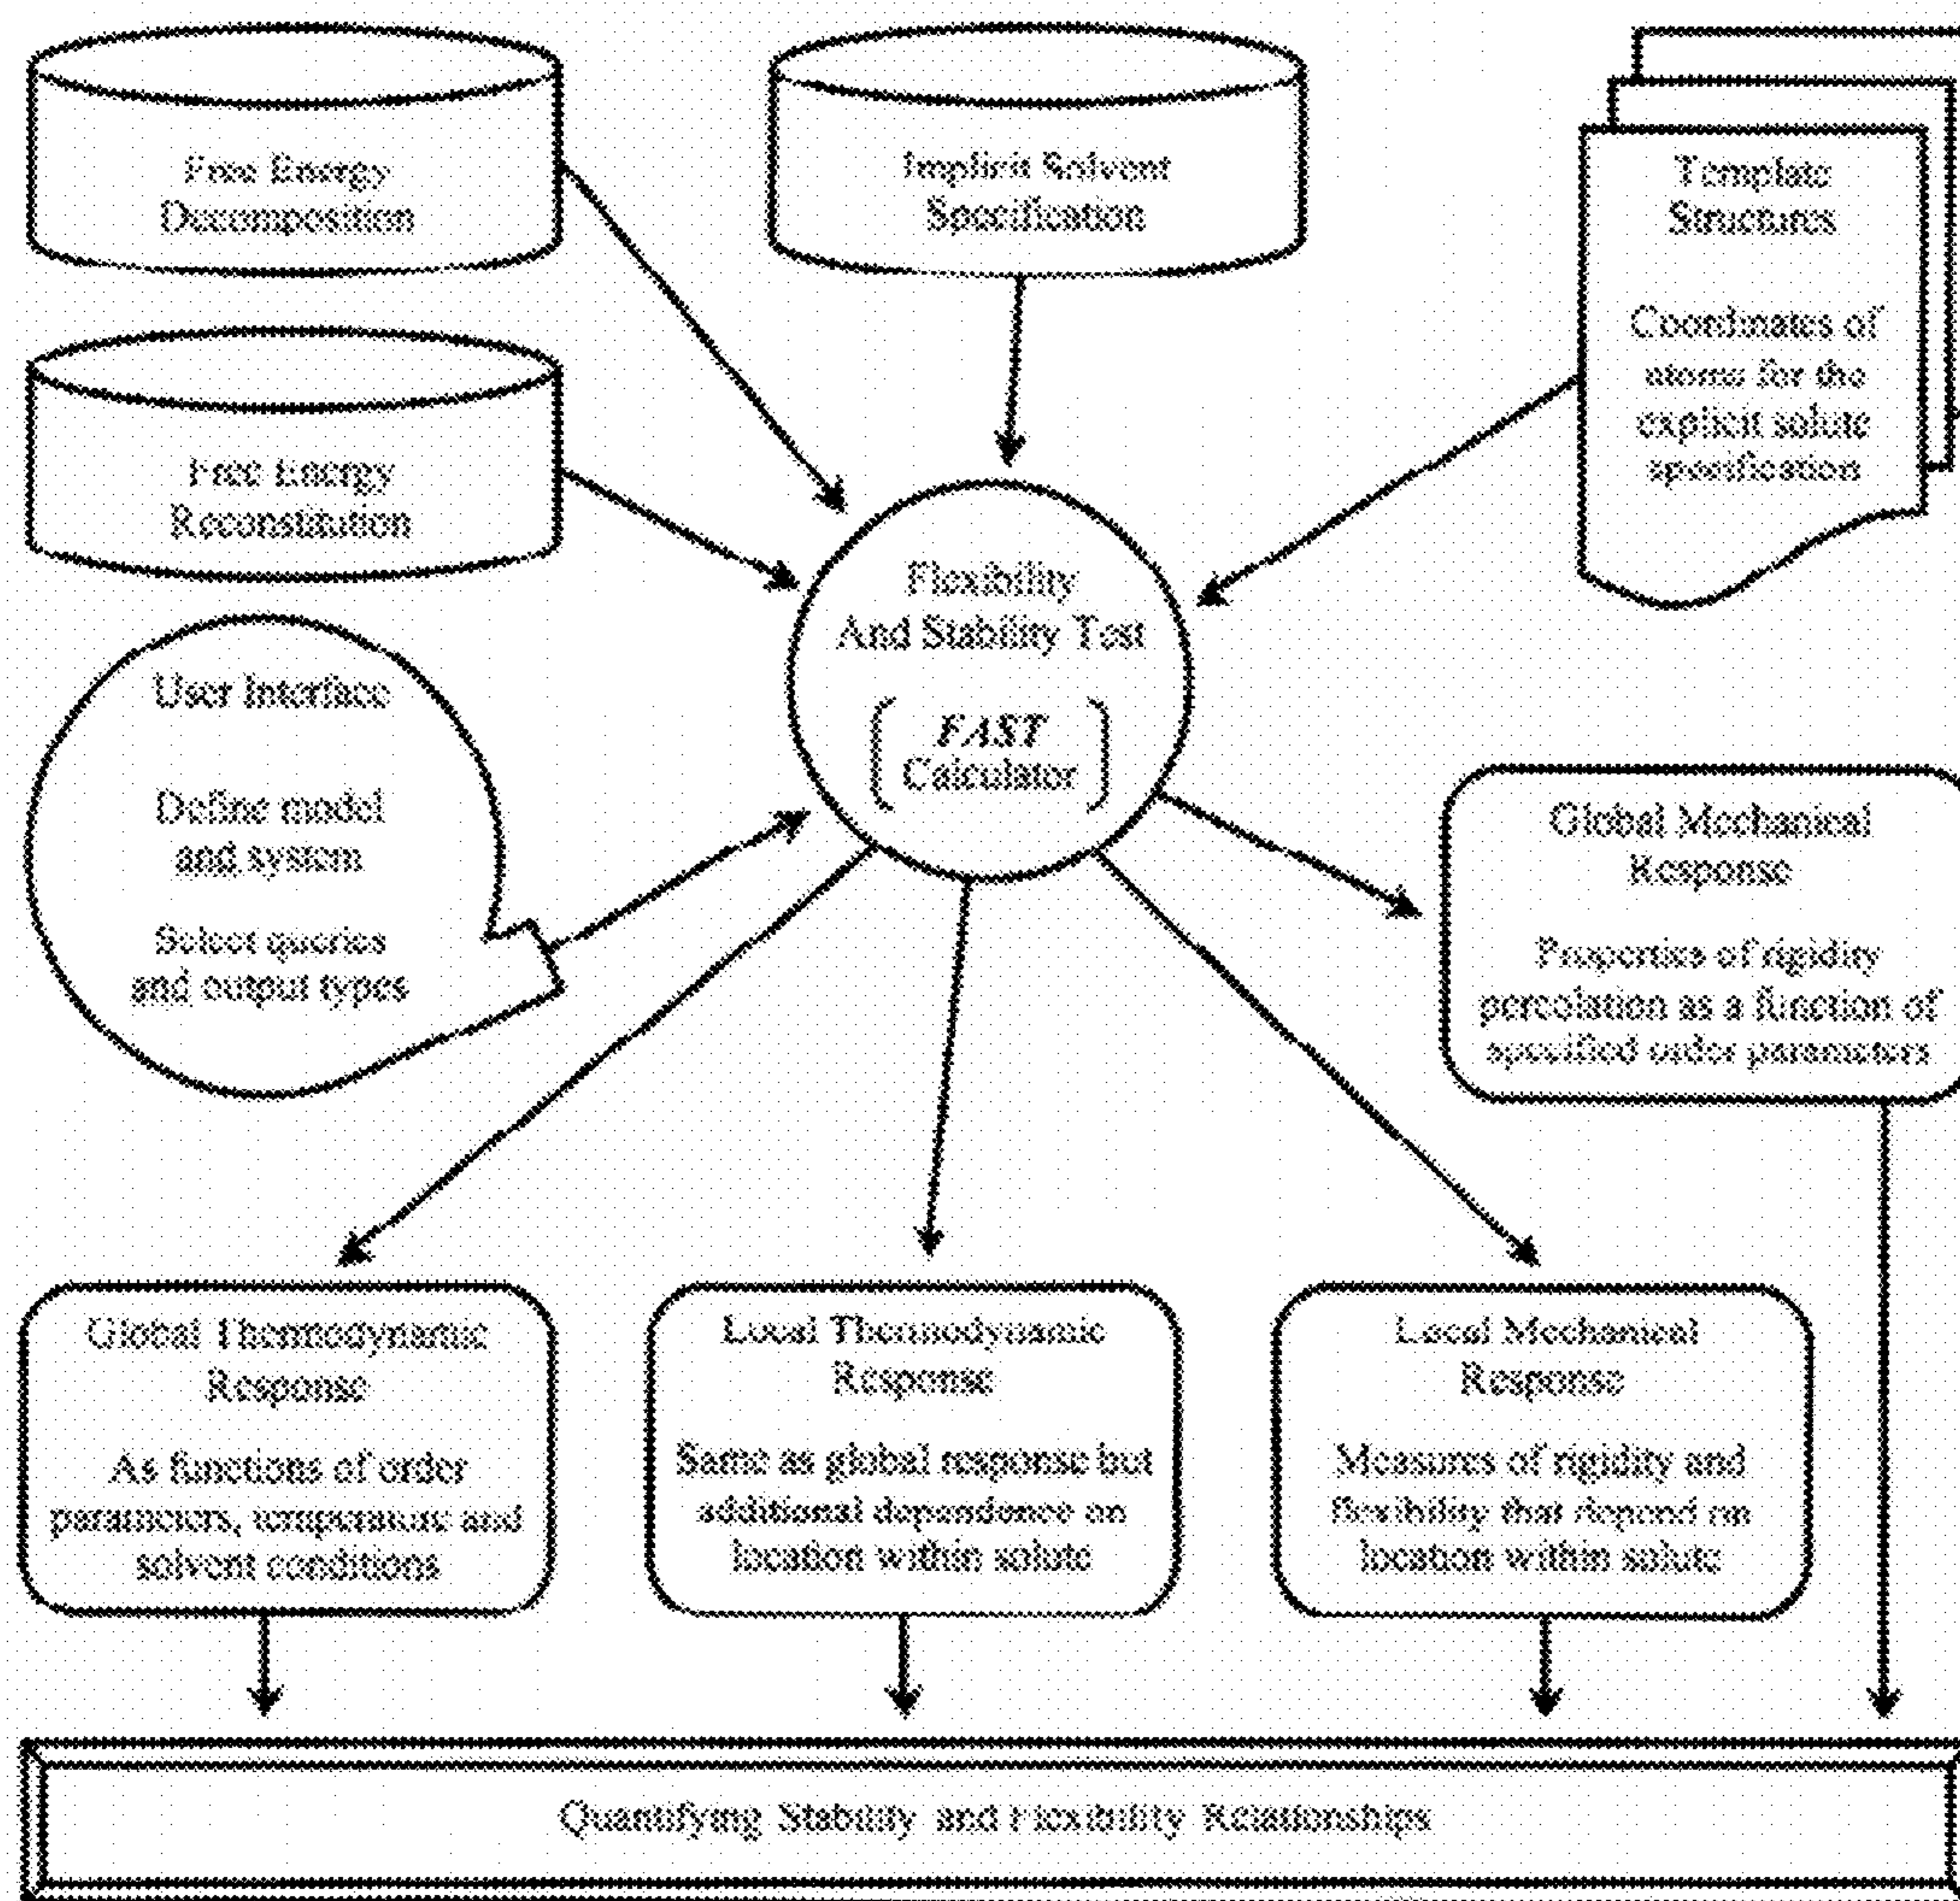 Free Energy
Decomposition
Implicit Solvent
Specification
Template
Structures
Coordinates of
atoms for the
explicit solute
specification
Free Energy
Reconstitution
Flexibility
And Stability Test
FAST
Calculator
User Interface
Define model
and system
Select queries
and output types
Global Mechanical
Response
Properties of rigidity
percolation as a function of
specified order parameters
Global Thermodynamic
Response
As functions of order
parameters, temperature and
solvent conditions
Local Thermodynamic
Response
Same as global response but
additional dependence on
location within solute
Local Mechanical
Response
Measures of rigidity and
flexibility that depend on
location within solute
Quantifying Stability and Flexibility Relationships